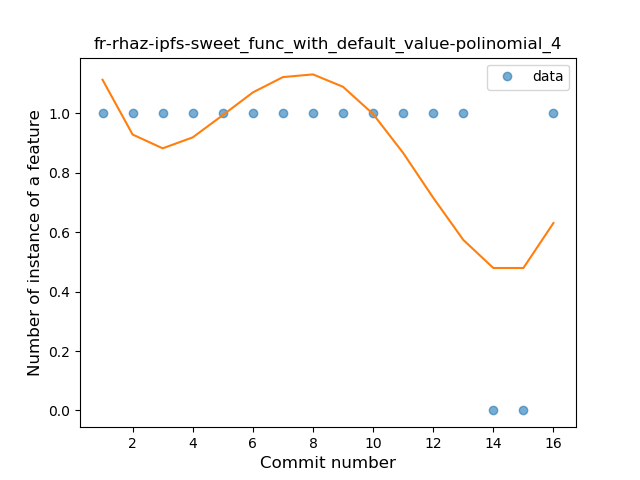 fr-rhaz-ipfs-sweet_func_with_default_value-polinomial_4
data
Number of instance of a feature
1.0
0.8
0.6
0.4
0.2
0.0
2 4 6 8 10 12 14 16
Commit number